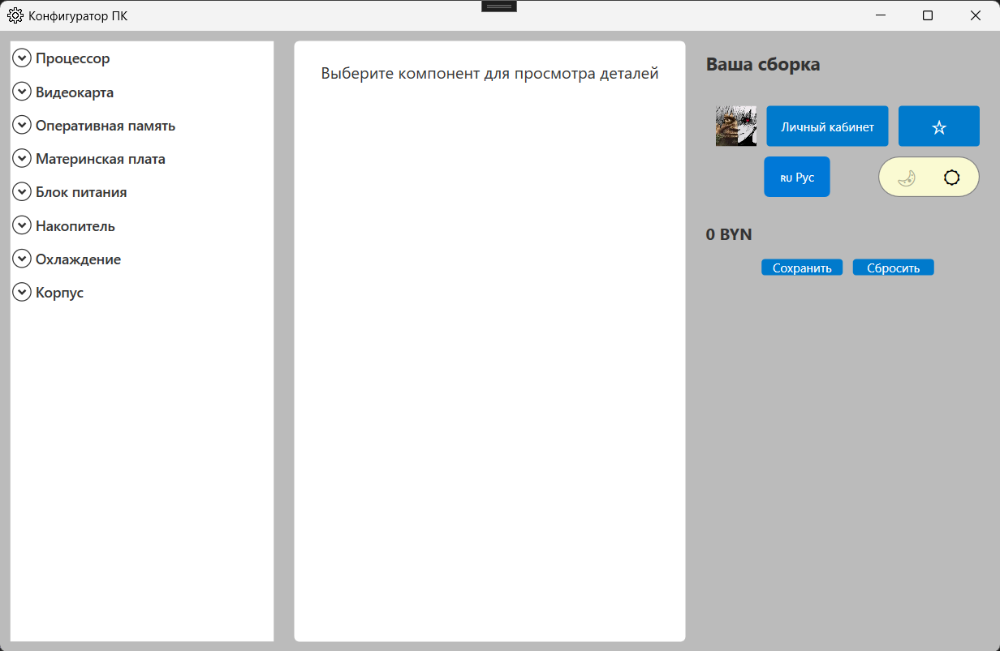 Конфигуратор ПК
Процессор
Видеокарта
Оперативная память
Материнская плата
Блок питания
Накопитель
Охлаждение
Корпус
Выберите компонент для просмотра деталей
Ваша сборка
Личный кабинет
RU Рус
0 BYN
Сохранить
Сбросить